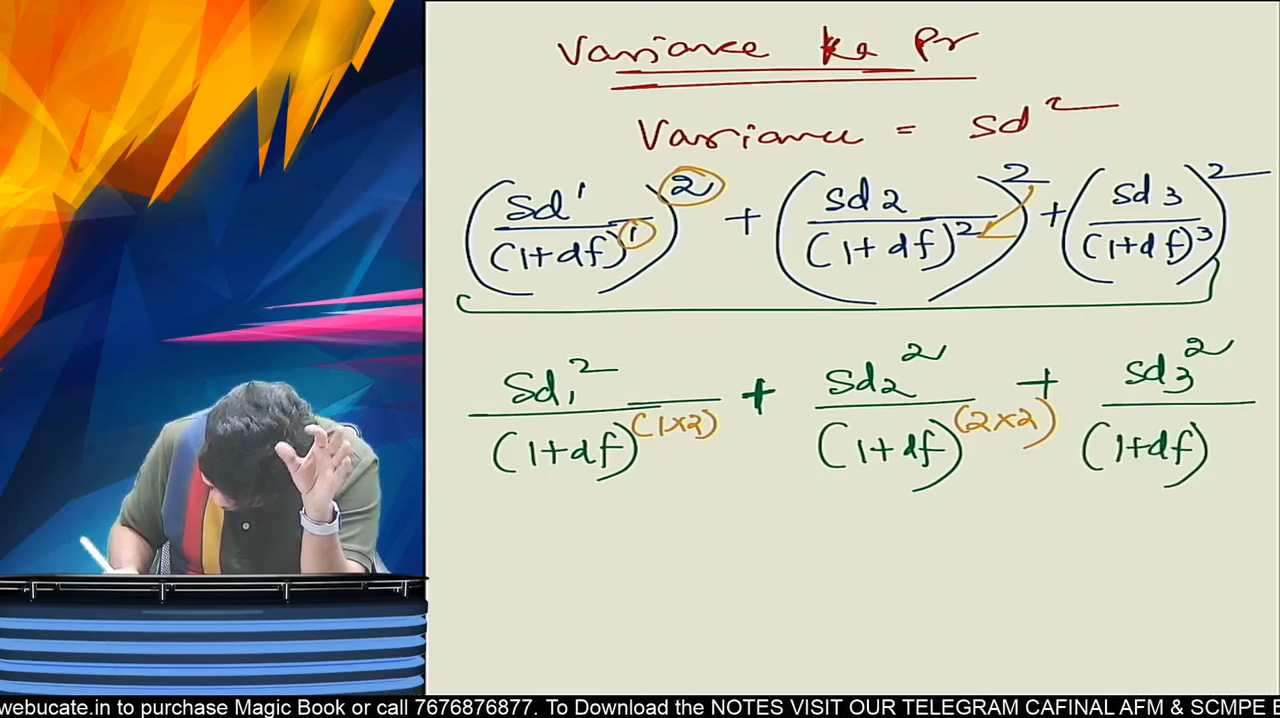 Variance ka Pr
Variance = sd²
(sd1/(1+df)¹)² + (sd2/(1+df)²)² + (sd3/(1+df)³)²
sd₁²/(1+df)^(1×2) + sd₂²/(1+df)^(2×2) + sd₃²/(1+df)
webucate.in to purchase Magic Book or call 7676876877. To Download the NOTES VISIT OUR TELEGRAM CAFINAL AFM & SCMPE